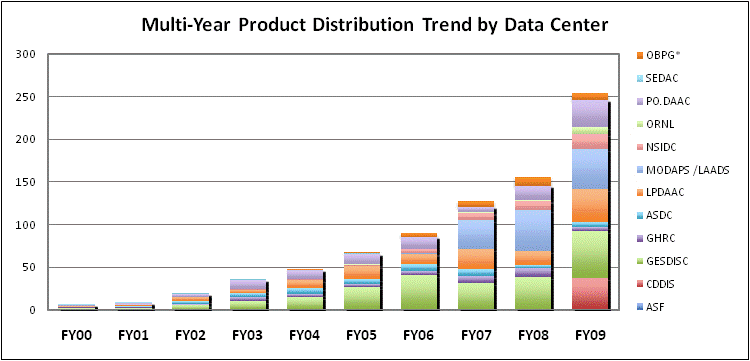 Multi-Year Product Distribution Trend by Data Center
300
250
200
150
100
50
0
FY00 FY01 FY02 FY03 FY04 FY05 FY06 FY07 FY08 FY09
OBPG*
SEDAC
PO.DAAC
ORNL
NSIDC
MODAPS /LAADS
LPDAAC
ASDC
GHRC
GESDISC
CDDIS
ASF